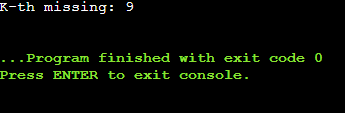 K-th missing: 9
...Program finished with exit code 0
Press ENTER to exit console.